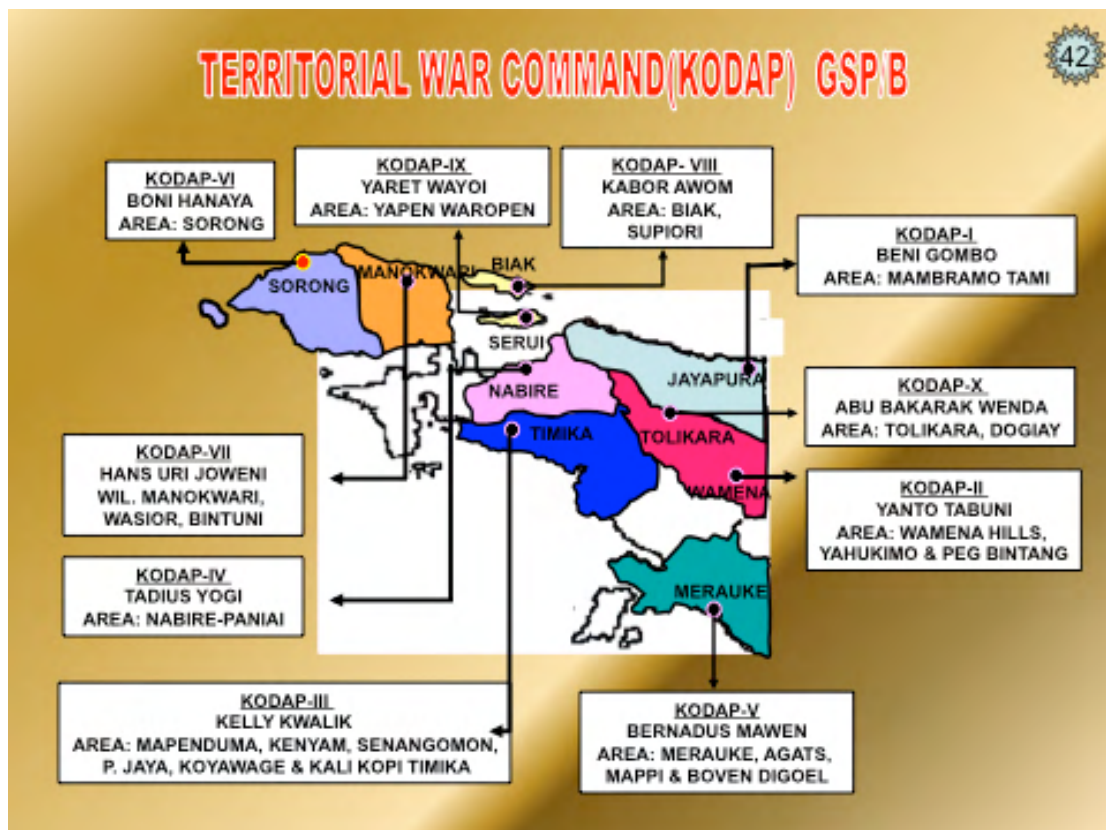 42
TERRITORIAL WAR COMMAND(KODAP) GSP/B
KODAP-VI
BONI HANAYA
AREA: SORONG
KODAP-IX
YARET WAYOI
AREA: YAPEN WAROPEN
KODAP- VIII
KABOR AWOM
AREA: BIAK,
SUPIORI
KODAP-I
BENI GOMBO
AREA: MAMBRAMO TAMI
SORONG
MANOKWARI
BIAK
SERUI
NABIRE
JAYAPURA
TIMIKA
TOLIKARA
WAMENA
MERAUKE
KODAP-X
ABU BAKARAK WENDA
AREA: TOLIKARA, DOGIAY
KODAP-VII
HANS URI JOWENI
WIL. MANOKWARI,
WASIOR, BINTUNI
KODAP-II
YANTO TABUNI
AREA: WAMENA HILLS,
YAHUKIMO & PEG BINTANG
KODAP-IV
TADIUS YOGI
AREA: NABIRE-PANIAI
KODAP-III
KELLY KWALIK
AREA: MAPENDUMA, KENYAM, SENANGOMON,
P. JAYA, KOYAWAGE & KALI KOPI TIMIKA
KODAP-V
BERNADUS MAWEN
AREA: MERAUKE, AGATS,
MAPPI & BOVEN DIGOEL